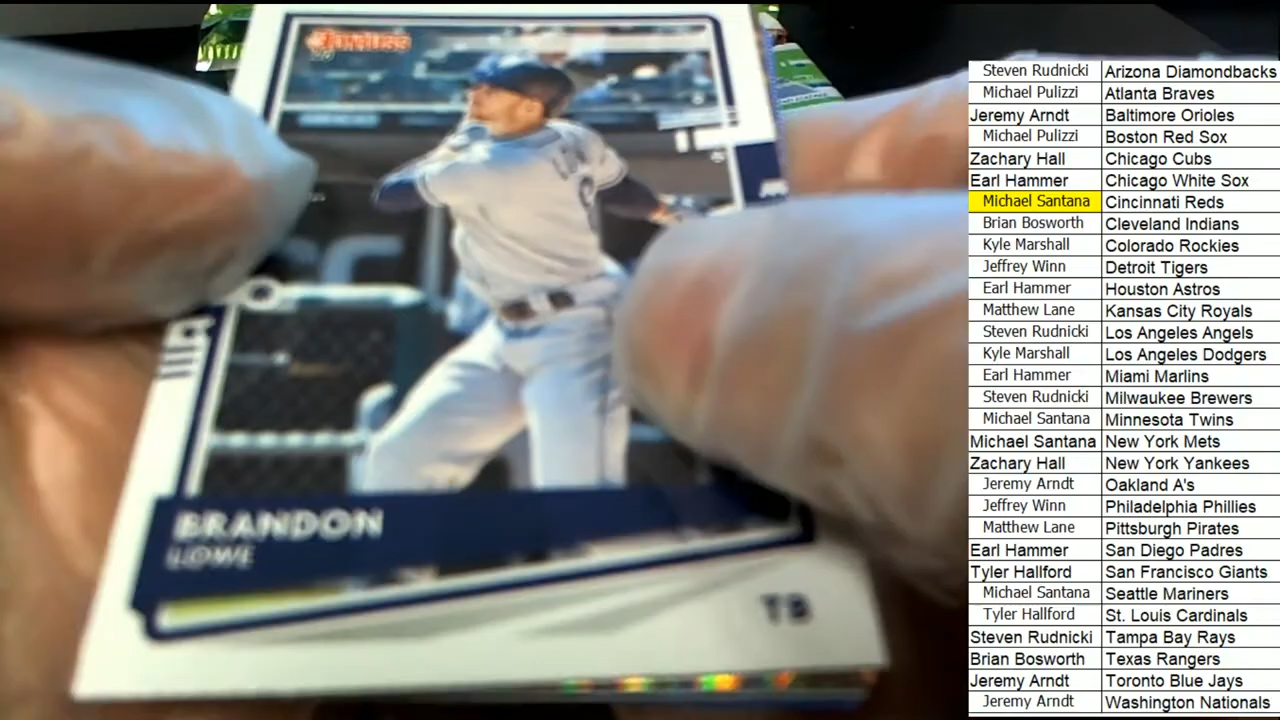 Donruss
BRANDON
LOWE
TB
Steven Rudnicki Arizona Diamondbacks
Michael Pulizzi Atlanta Braves
Jeremy Arndt Baltimore Orioles
Michael Pulizzi Boston Red Sox
Zachary Hall Chicago Cubs
Earl Hammer Chicago White Sox
Michael Santana Cincinnati Reds
Brian Bosworth Cleveland Indians
Kyle Marshall Colorado Rockies
Jeffrey Winn Detroit Tigers
Earl Hammer Houston Astros
Matthew Lane Kansas City Royals
Steven Rudnicki Los Angeles Angels
Kyle Marshall Los Angeles Dodgers
Earl Hammer Miami Marlins
Steven Rudnicki Milwaukee Brewers
Michael Santana Minnesota Twins
Michael Santana New York Mets
Zachary Hall New York Yankees
Jeremy Arndt Oakland A's
Jeffrey Winn Philadelphia Phillies
Matthew Lane Pittsburgh Pirates
Earl Hammer San Diego Padres
Tyler Hallford San Francisco Giants
Michael Santana Seattle Mariners
Tyler Hallford St. Louis Cardinals
Steven Rudnicki Tampa Bay Rays
Brian Bosworth Texas Rangers
Jeremy Arndt Toronto Blue Jays
Jeremy Arndt Washington Nationals